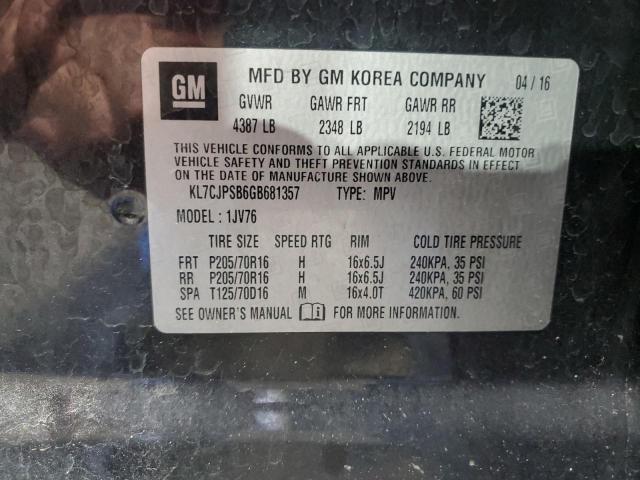 GM MFD BY GM KOREA COMPANY 04 / 16
GVWR GAWR FRT GAWR RR
4387 LB 2348 LB 2194 LB
THIS VEHICLE CONFORMS TO ALL APPLICABLE U.S. FEDERAL MOTOR
VEHICLE SAFETY AND THEFT PREVENTION STANDARDS IN EFFECT
ON THE DATE OF MANUFACTURE SHOWN ABOVE.
KL7CJPSB6GB681357 TYPE: MPV
MODEL : 1JV76
TIRE SIZE SPEED RTG RIM COLD TIRE PRESSURE
FRT P205/70R16 H 16x6.5J 240KPA, 35 PSI
RR P205/70R16 H 16x6.5J 240KPA, 35 PSI
SPA T125/70D16 M 16x4.0T 420KPA, 60 PSI
SEE OWNER'S MANUAL FOR MORE INFORMATION.